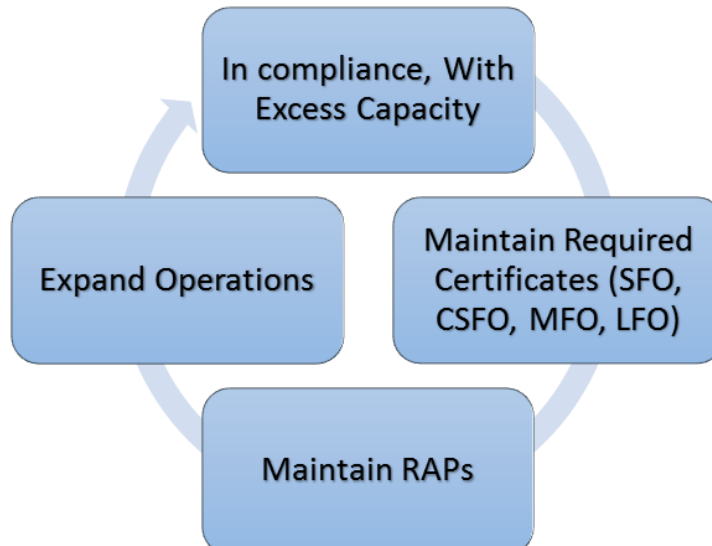 In compliance, With
Excess Capacity
Maintain Required
Certificates (SFO,
CSFO, MFO, LFO)
Maintain RAPs
Expand Operations